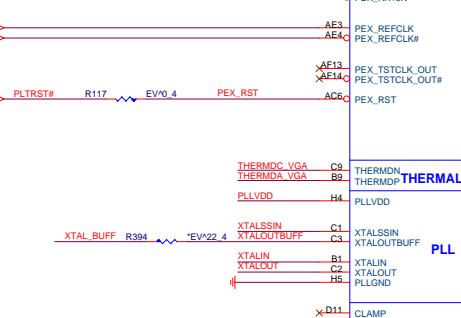 AE3 PEX_REFCLK
AE4 PEX_REFCLK#
AF13 PEX_TSTCLK_OUT
AF14 PEX_TSTCLK_OUT#
PLTRST# R117 EV^0_4 PEX_RST AC6 PEX_RST
THERMDC_VGA C9 THERMDN
THERMDA_VGA B9 THERMDP THERMAL
PLLVDD H4 PLLVDD
XTALSSIN C1 XTALSSIN
XTAL_BUFF R394 *EV^22_4 XTALOUTBUFF C3 XTALOUTBUFF
PLL
XTALIN B1 XTALIN
XTALOUT C2 XTALOUT
H5 PLLGND
D11 CLAMP